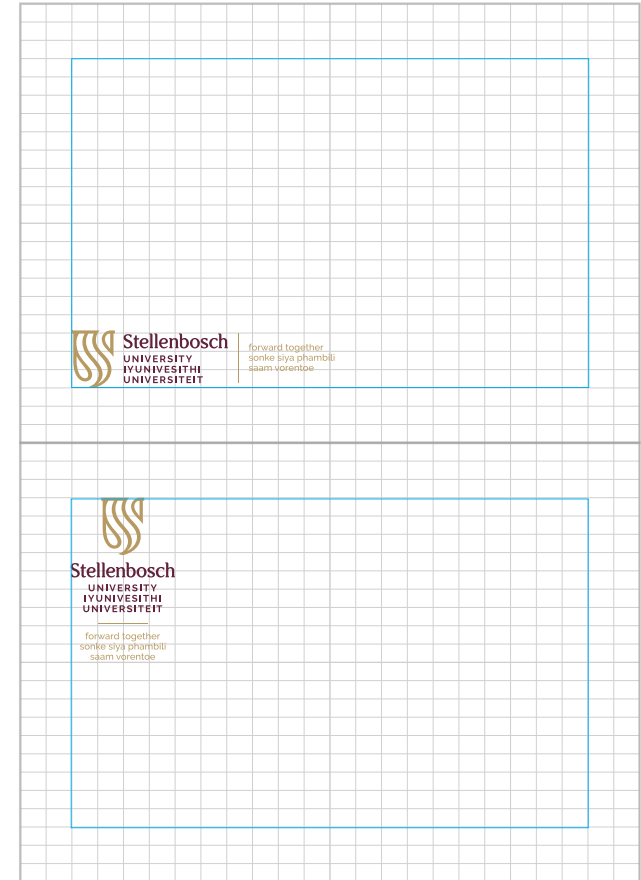 Stellenbosch
UNIVERSITY
IYUNIVESITHI
UNIVERSITEIT
forward together
sonke siya phambili
saam vorentoe
Stellenbosch
UNIVERSITY
IYUNIVESITHI
UNIVERSITEIT
forward together
sonke siya phambili
saam vorentoe